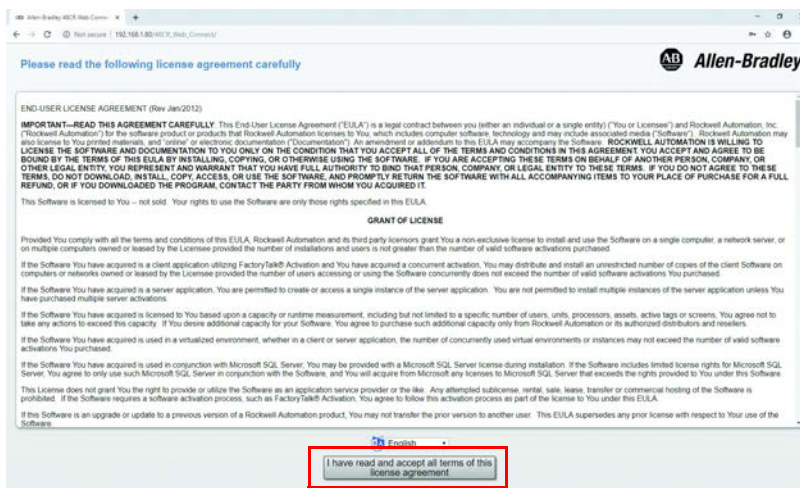 Allen-Bradley 48CR Web Conne
Not secure | 192.168.1.80/48CR_Web_Connect/
Please read the following license agreement carefully
AB Allen-Bradley
END-USER LICENSE AGREEMENT (Rev Jan/2012)
IMPORTANT—READ THIS AGREEMENT CAREFULLY: This End-User License Agreement ("EULA") is a legal contract between you (either an individual or a single entity) ("You or Licensee") and Rockwell Automation, Inc.
("Rockwell Automation") for the software product or products that Rockwell Automation licenses to You, which includes computer software, technology and may include associated media ("Software"). Rockwell Automation may
also license to You printed materials, and "online" or electronic documentation ("Documentation"). An amendment or addendum to this EULA may accompany the Software. ROCKWELL AUTOMATION IS WILLING TO
LICENSE THE SOFTWARE AND DOCUMENTATION TO YOU ONLY ON THE CONDITION THAT YOU ACCEPT ALL OF THE TERMS AND CONDITIONS IN THIS AGREEMENT. YOU ACCEPT AND AGREE TO BE
BOUND BY THE TERMS OF THIS EULA BY INSTALLING, COPYING, OR OTHERWISE USING THE SOFTWARE. IF YOU ARE ACCEPTING THESE TERMS ON BEHALF OF ANOTHER PERSON, COMPANY, OR
OTHER LEGAL ENTITY, YOU REPRESENT AND WARRANT THAT YOU HAVE FULL AUTHORITY TO BIND THAT PERSON, COMPANY, OR LEGAL ENTITY TO THESE TERMS. IF YOU DO NOT AGREE TO THESE
TERMS, DO NOT DOWNLOAD, INSTALL, COPY, ACCESS, OR USE THE SOFTWARE, AND PROMPTLY RETURN THE SOFTWARE WITH ALL ACCOMPANYING ITEMS TO YOUR PLACE OF PURCHASE FOR A FULL
REFUND, OR IF YOU DOWNLOADED THE PROGRAM, CONTACT THE PARTY FROM WHOM YOU ACQUIRED IT.
This Software is licensed to You -- not sold. Your rights to use the Software are only those rights specified in this EULA.
GRANT OF LICENSE
Provided You comply with all the terms and conditions of this EULA, Rockwell Automation and its third party licensors grant You a non-exclusive license to install and use the Software on a single computer, a network server, or
on multiple computers owned or leased by the Licensee provided the number of installations and users is not greater than the number of valid software activations purchased.
If the Software You have acquired is a client application utilizing FactoryTalk® Activation and You have acquired a concurrent activation, You may distribute and install an unrestricted number of copies of the client Software on
computers or networks owned or leased by the Licensee provided the number of users accessing or using the Software concurrently does not exceed the number of valid software activations You purchased.
If the Software You have acquired is a server application, You are permitted to create or access a single instance of the server application. You are not permitted to install multiple instances of the server application unless You
have purchased multiple server activations.
If the Software You have acquired is licensed to You based upon a capacity or runtime measurement, including but not limited to a specific number of users, units, processors, assets, active tags or screens, You agree not to
take any actions to exceed this capacity. If You desire additional capacity for your Software, You agree to purchase such additional capacity only from Rockwell Automation or its authorized distributors and resellers.
If the Software You have acquired is used in a virtualized environment, whether in a client or server application, the number of concurrently used virtual environments or instances may not exceed the number of valid software
activations You purchased.
If the Software You have acquired is used in conjunction with Microsoft SQL Server, You may be provided with a Microsoft SQL Server license during installation. If the Software includes limited license rights for Microsoft SQL
Server, You agree to only use such Microsoft SQL Server in conjunction with the Software, and You will acquire from Microsoft any licenses to Microsoft SQL Server that exceeds the rights provided to You under this Software.
This License does not grant You the right to provide or utilize the Software as an application service provider or the like. Any attempted sublicense, rental, sale, lease, transfer or commercial hosting of the Software is
prohibited. If the Software requires a software activation process, such as FactoryTalk® Activation, You agree to follow this activation process as part of the license to You under this EULA.
If this Software is an upgrade or update to a previous version of a Rockwell Automation product, You may not transfer the prior version to another user. This EULA supersedes any prior license with respect to Your use of the
Software.
English
I have read and accept all terms of this
license agreement